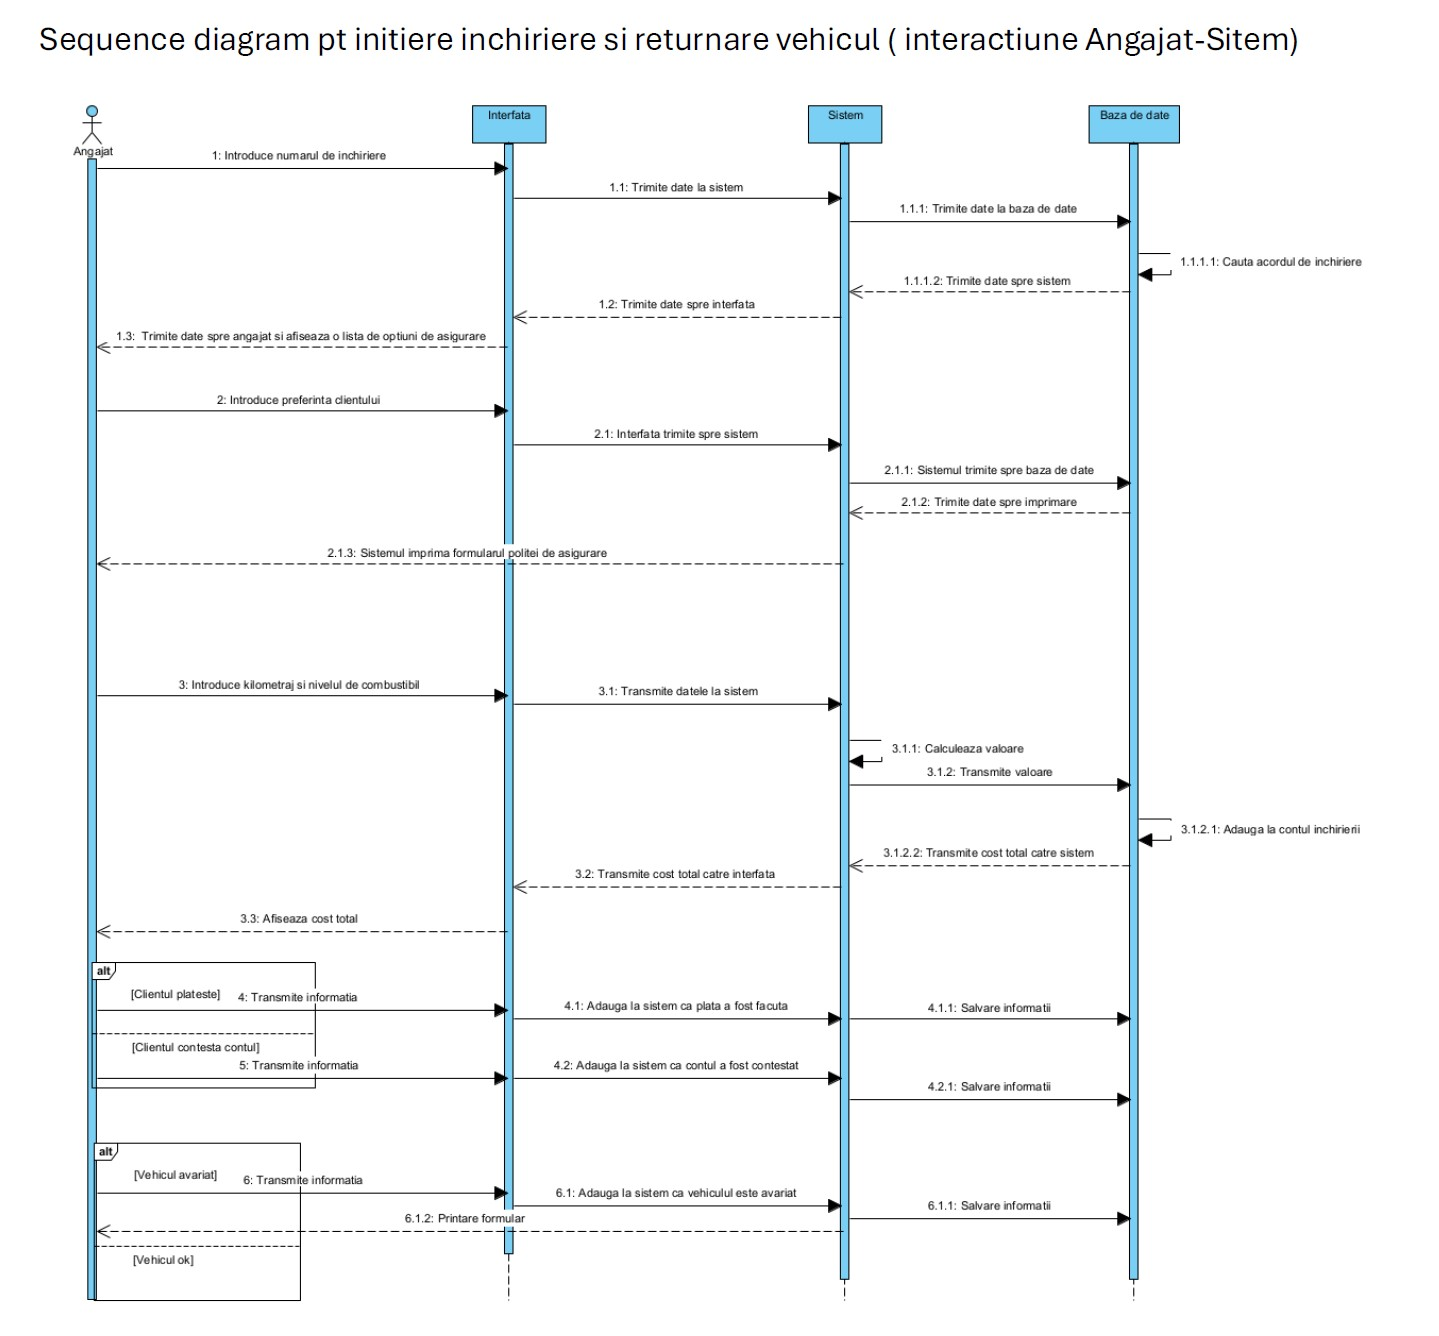 Sequence diagram pt initiere inchiriere si returnare vehicul ( interactiune Angajat-Sitem)
Angajat
Interfata
Sistem
Baza de date
1: Introduce numarul de inchiriere
1.1: Trimite date la sistem
1.1.1: Trimite date la baza de date
1.1.1.1: Cauta acordul de inchiriere
1.1.1.2: Trimite date spre sistem
1.2: Trimite date spre interfata
1.3: Trimite date spre angajat si afiseaza o lista de optiuni de asigurare
2: Introduce preferinta clientului
2.1: Interfata trimite spre sistem
2.1.1: Sistemul trimite spre baza de date
2.1.2: Trimite date spre imprimare
2.1.3: Sistemul imprima formularul politei de asigurare
3: Introduce kilometraj si nivelul de combustibil
3.1: Transmite datele la sistem
3.1.1: Calculeaza valoare
3.1.2: Transmite valoare
3.1.2.1: Adauga la contul inchirierii
3.1.2.2: Transmite cost total catre sistem
3.2: Transmite cost total catre interfata
3.3: Afiseaza cost total
alt
[Clientul plateste]
4: Transmite informatia
4.1: Adauga la sistem ca plata a fost facuta
4.1.1: Salvare informatii
[Clientul contesta contul]
5: Transmite informatia
4.2: Adauga la sistem ca contul a fost contestat
4.2.1: Salvare informatii
alt
[Vehicul avariat]
6: Transmite informatia
6.1: Adauga la sistem ca vehiculul este avariat
6.1.1: Salvare informatii
6.1.2: Printare formular
[Vehicul ok]